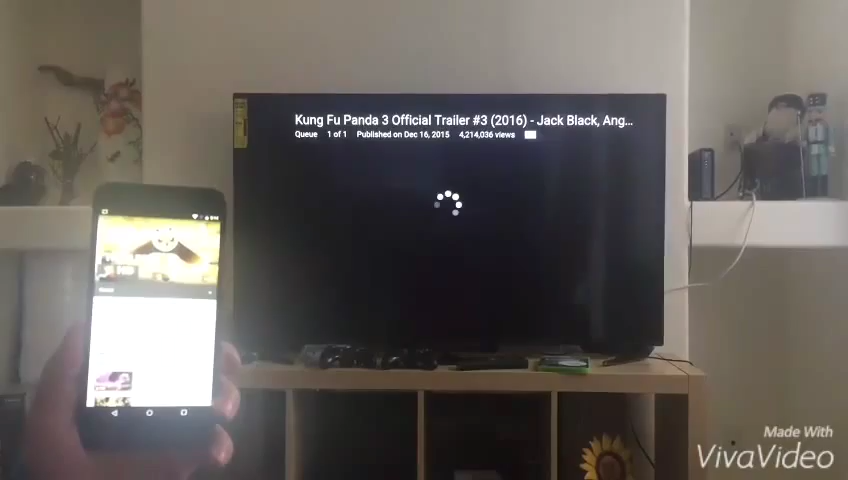 Kung Fu Panda 3 Official Trailer #3 (2016) - Jack Black, Ang...
Queue 1 of 1 Published on Dec 16, 2015 4,214,036 views
Made With
VivaVideo